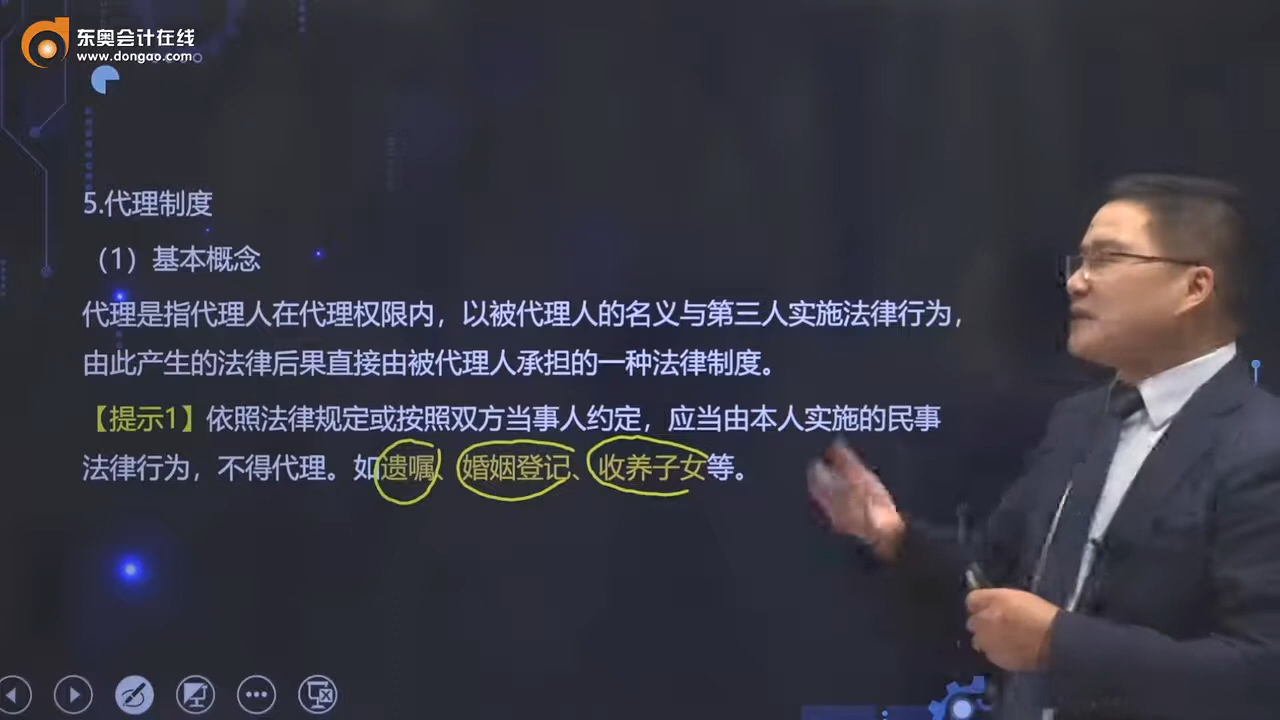 东奥会计在线
www.dongao.com
5.代理制度
（1）基本概念
代理是指代理人在代理权限内，以被代理人的名义与第三人实施法律行为，
由此产生的法律后果直接由被代理人承担的一种法律制度。
【提示1】依照法律规定或按照双方当事人约定，应当由本人实施的民事
法律行为，不得代理。如遗嘱、婚姻登记、收养子女等。